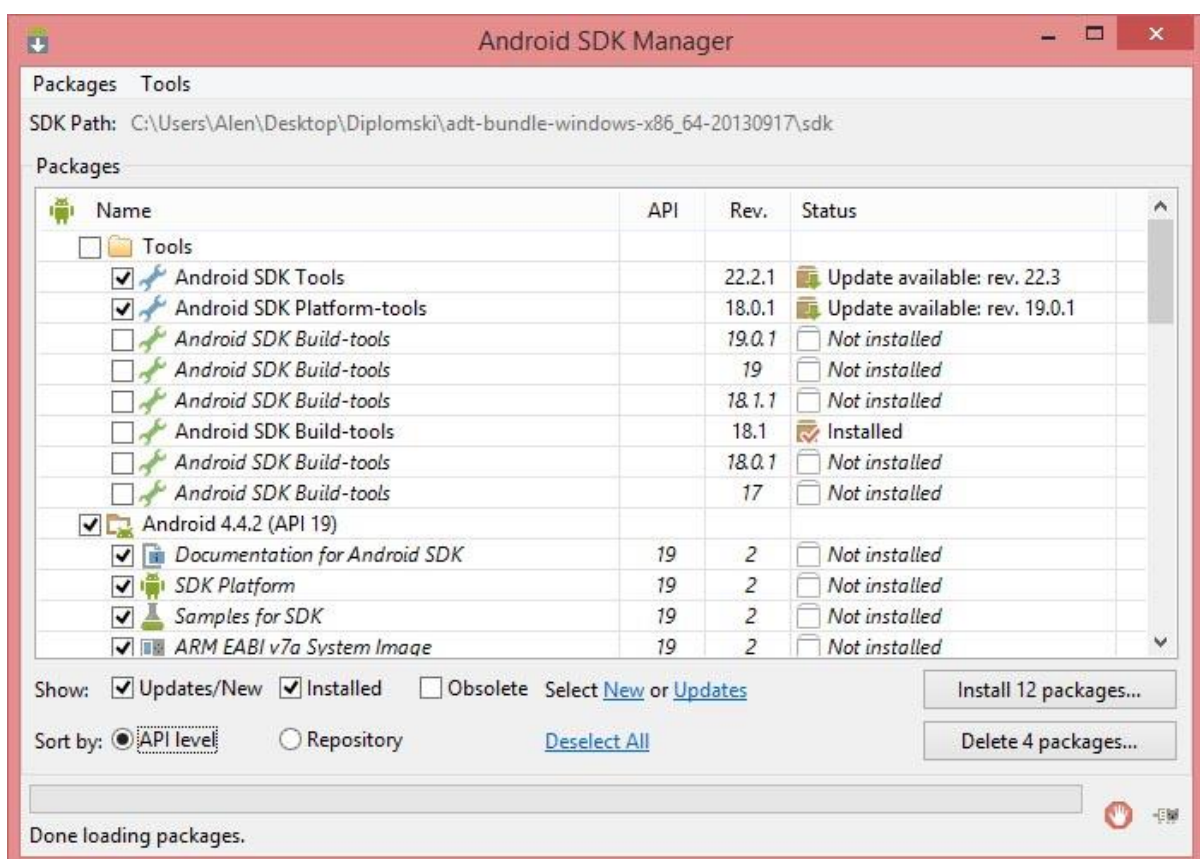 Android SDK Manager
Packages Tools
SDK Path: C:\Users\Alen\Desktop\Diplomski\adt-bundle-windows-x86_64-20130917\sdk
Packages
Name API Rev. Status
Tools
Android SDK Tools 22.2.1 Update available: rev. 22.3
Android SDK Platform-tools 18.0.1 Update available: rev. 19.0.1
Android SDK Build-tools 19.0.1 Not installed
Android SDK Build-tools 19 Not installed
Android SDK Build-tools 18.1.1 Not installed
Android SDK Build-tools 18.1 Installed
Android SDK Build-tools 18.0.1 Not installed
Android SDK Build-tools 17 Not installed
Android 4.4.2 (API 19)
Documentation for Android SDK 19 2 Not installed
SDK Platform 19 2 Not installed
Samples for SDK 19 2 Not installed
ARM EABI v7a System Image 19 2 Not installed
Show: Updates/New Installed Obsolete Select New or Updates Install 12 packages...
Sort by: API level Repository Deselect All Delete 4 packages...
Done loading packages.